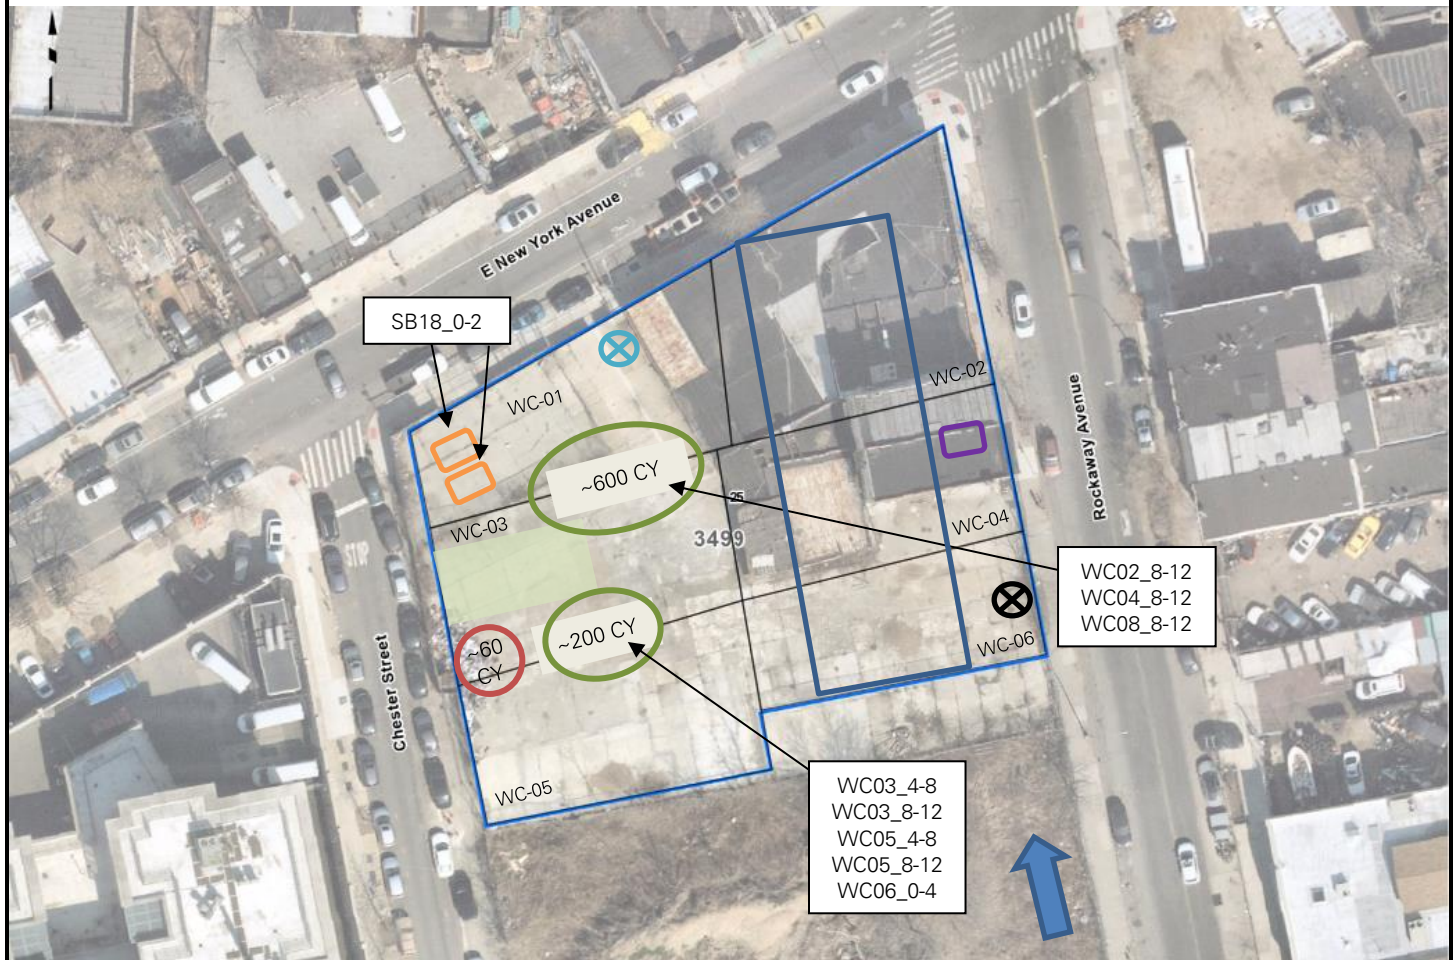 E New York Avenue
SB18_0-2
WC-01
WC-02
~600 CY
WC-03
25
3499
WC-04
Rockaway Avenue
STOP
WC02_8-12
WC04_8-12
WC08_8-12
~60
CY
~200 CY
WC-06
Chester Street
WC-05
WC03_4-8
WC03_8-12
WC05_4-8
WC05_8-12
WC06_0-4